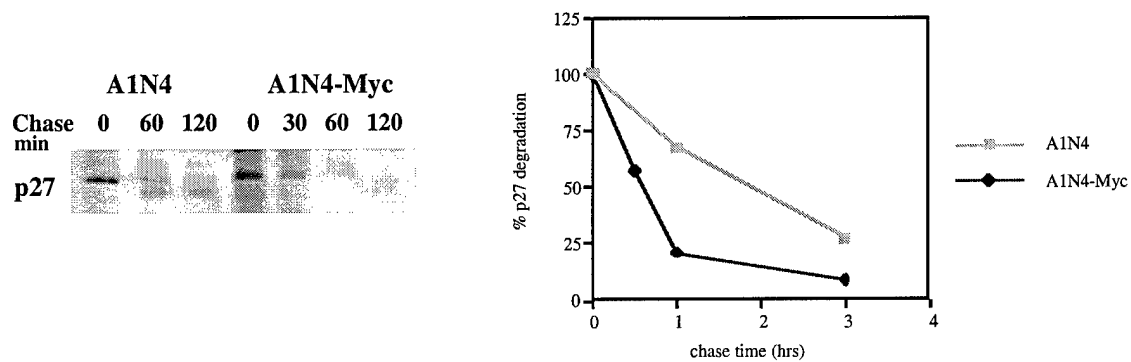 A1N4 A1N4-Myc
Chase 0 60 120 0 30 60 120
min
p27
125
100
75
50
25
0
% p27 degradation
0 1 2 3 4
chase time (hrs)
A1N4
A1N4-Myc